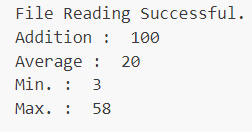 File Reading Successful.
Addition :  100
Average :  20
Min. :  3
Max. :  58